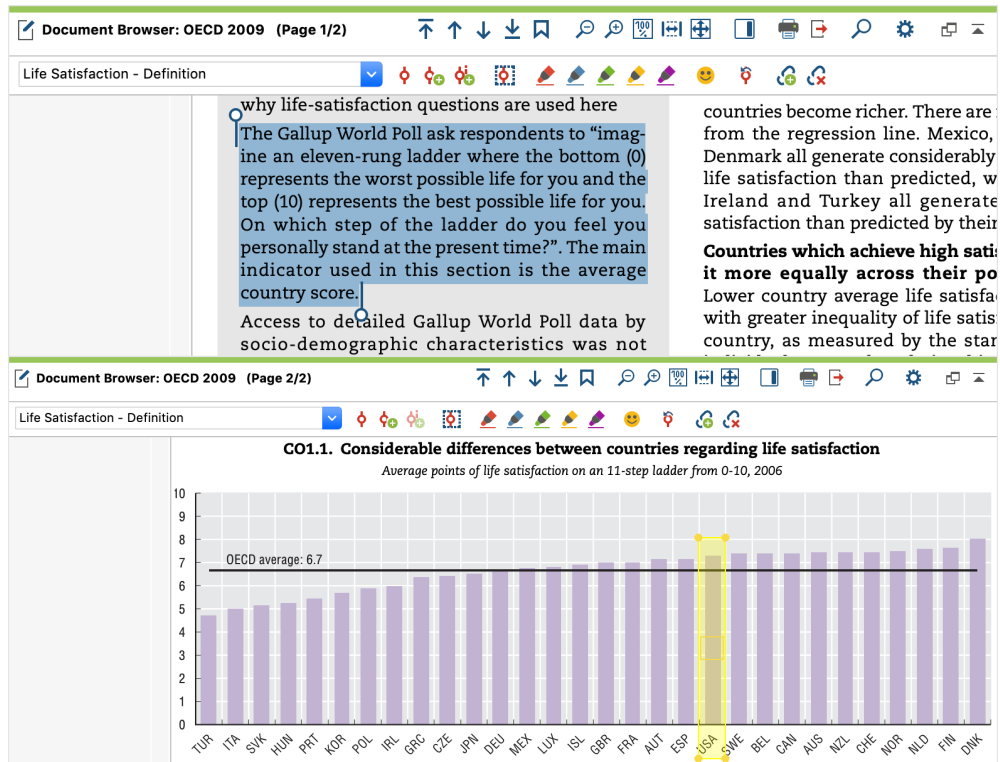 Document Browser: OECD 2009 (Page 1/2)
100 %
Life Satisfaction - Definition
why life-satisfaction questions are used here
The Gallup World Poll ask respondents to “imag-
ine an eleven-rung ladder where the bottom (0)
represents the worst possible life for you and the
top (10) represents the best possible life for you.
On which step of the ladder do you feel you
personally stand at the present time?”. The main
indicator used in this section is the average
country score.
Access to detailed Gallup World Poll data by
socio-demographic characteristics was not
countries become richer. There are
from the regression line. Mexico,
Denmark all generate considerably
life satisfaction than predicted, w
Ireland and Turkey all generate
satisfaction than predicted by their
Countries which achieve high satis
it more equally across their po
Lower country average life satisfa
with greater inequality of life satis
country, as measured by the stan
Document Browser: OECD 2009 (Page 2/2)
100 %
Life Satisfaction - Definition
CO1.1. Considerable differences between countries regarding life satisfaction
Average points of life satisfaction on an 11-step ladder from 0-10, 2006
10
9
8
7
6
5
4
3
2
1
0
OECD average: 6.7
TUR ITA SVK HUN PRT KOR POL IRL GRC CZE JPN DEU MEX LUX ISL GBR FRA AUT ESP USA SWE BEL CAN AUS NZL CHE NOR NLD FIN DNK